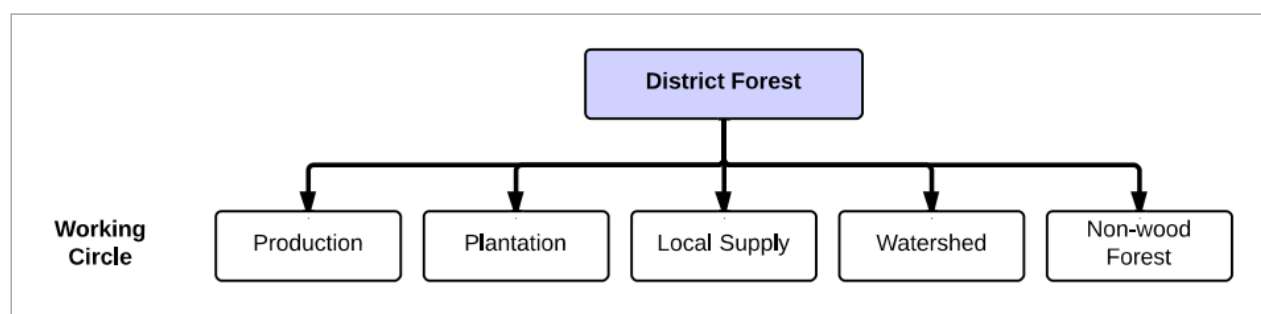 District Forest
Working
Circle
Production
Plantation
Local Supply
Watershed
Non-wood
Forest